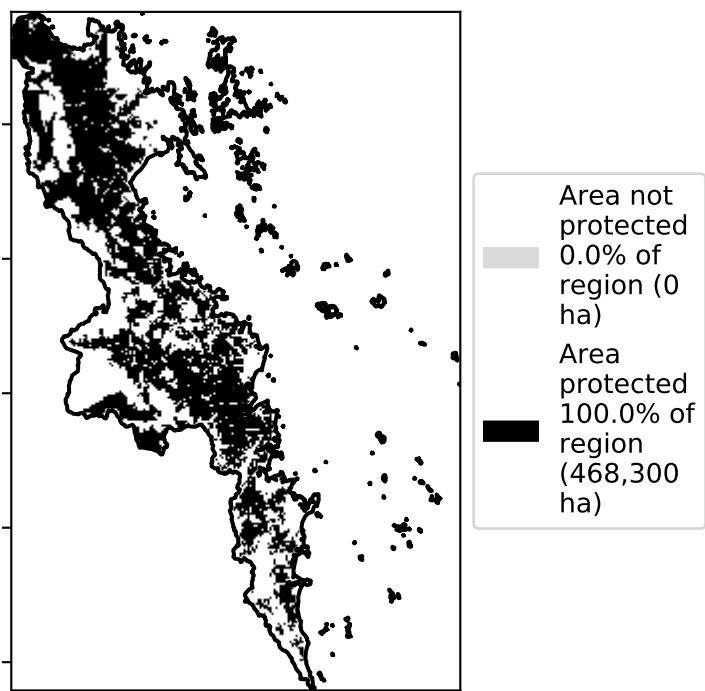 Area not
protected
0.0% of
region (0
ha)
Area
protected
100.0% of
region
(468,300
ha)